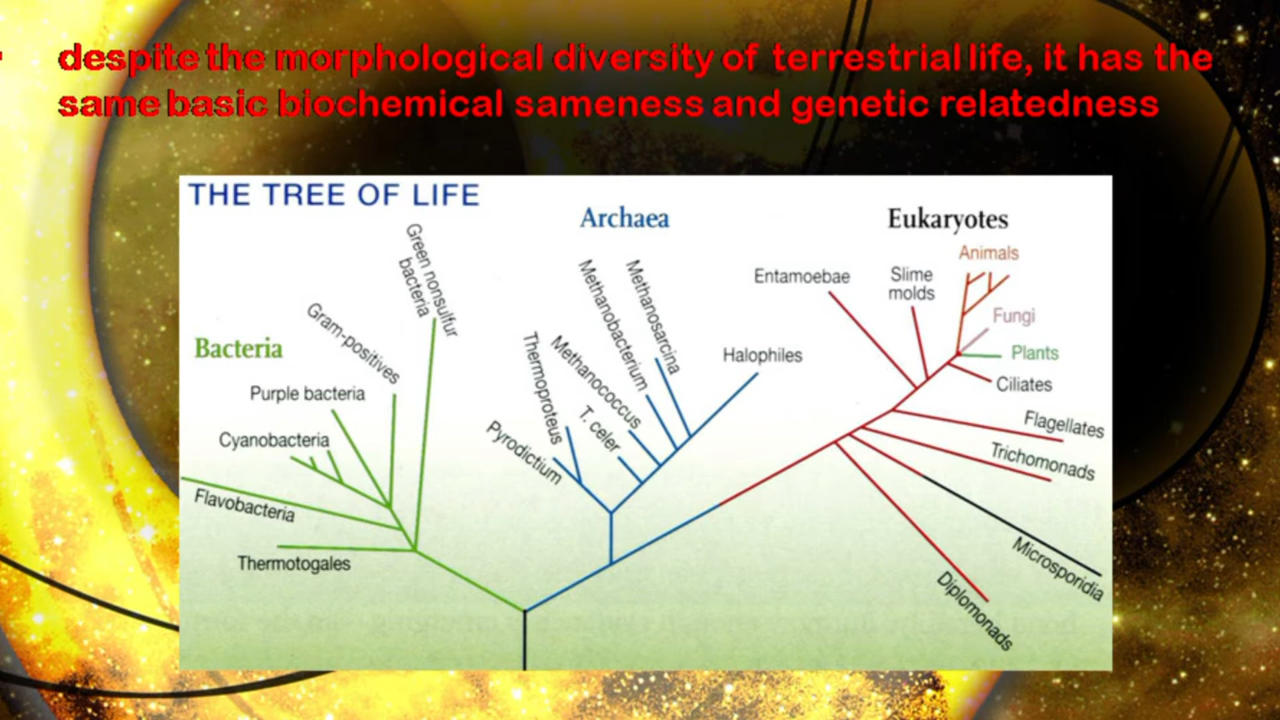 despite the morphological diversity of terrestrial life, it has the
same basic biochemical sameness and genetic relatedness
THE TREE OF LIFE
Bacteria
Archaea
Eukaryotes
Green nonsulfur
bacteria
Gram-positives
Purple bacteria
Cyanobacteria
Flavobacteria
Thermotogales
Methanosarcina
Methanobacterium
Methanococcus
Thermoproteus
T. celer
Pyrodictium
Halophiles
Entamoebae
Slime
molds
Animals
Fungi
Plants
Ciliates
Flagellates
Trichomonads
Microsporidia
Diplomonads